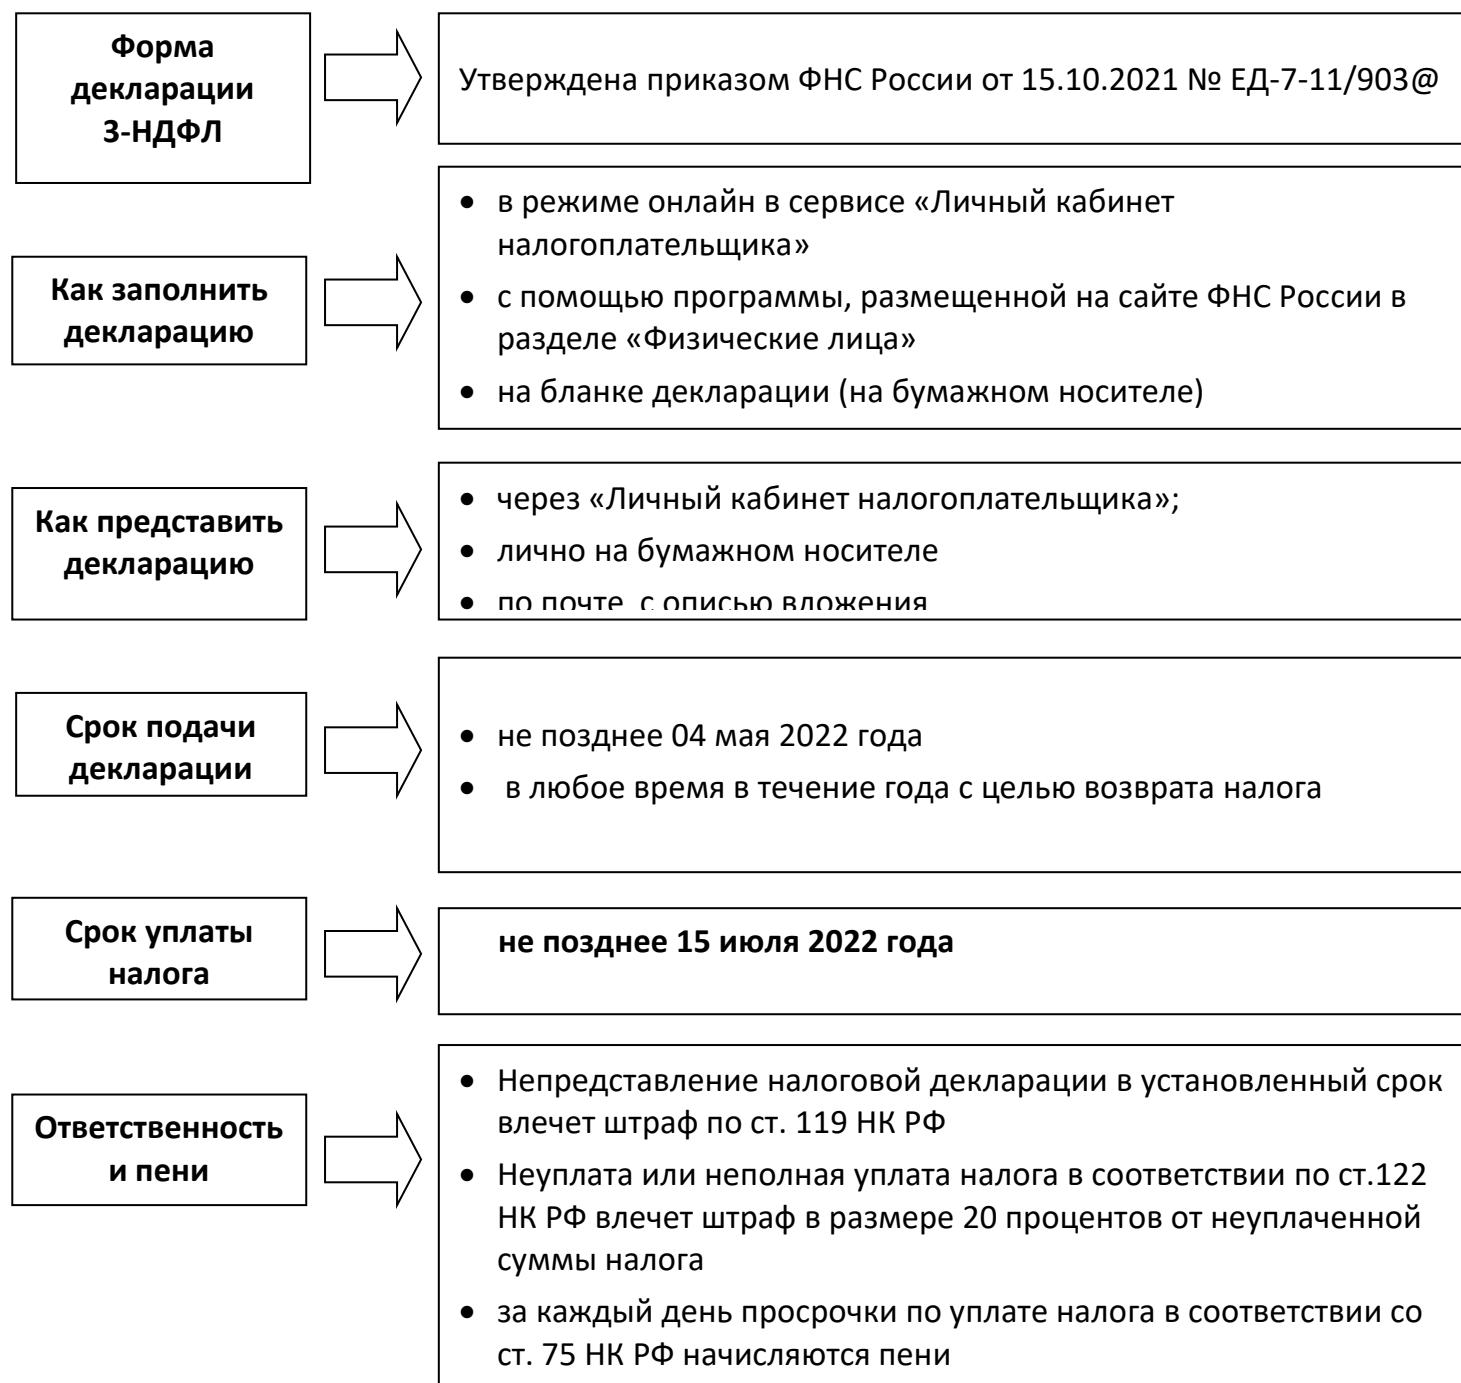 Форма
декларации
3-НДФЛ
Утверждена приказом ФНС России от 15.10.2021 № ЕД-7-11/903@
Как заполнить
декларацию
• в режиме онлайн в сервисе «Личный кабинет
налогоплательщика»
• с помощью программы, размещенной на сайте ФНС России в
разделе «Физические лица»
• на бланке декларации (на бумажном носителе)
Как представить
декларацию
• через «Личный кабинет налогоплательщика»;
• лично на бумажном носителе
• по почте с описью вложения
Срок подачи
декларации
• не позднее 04 мая 2022 года
• в любое время в течение года с целью возврата налога
Срок уплаты
налога
не позднее 15 июля 2022 года
Ответственность
и пени
• Непредставление налоговой декларации в установленный срок
влечет штраф по ст. 119 НК РФ
• Неуплата или неполная уплата налога в соответствии по ст.122
НК РФ влечет штраф в размере 20 процентов от неуплаченной
суммы налога
• за каждый день просрочки по уплате налога в соответствии со
ст. 75 НК РФ начисляются пени